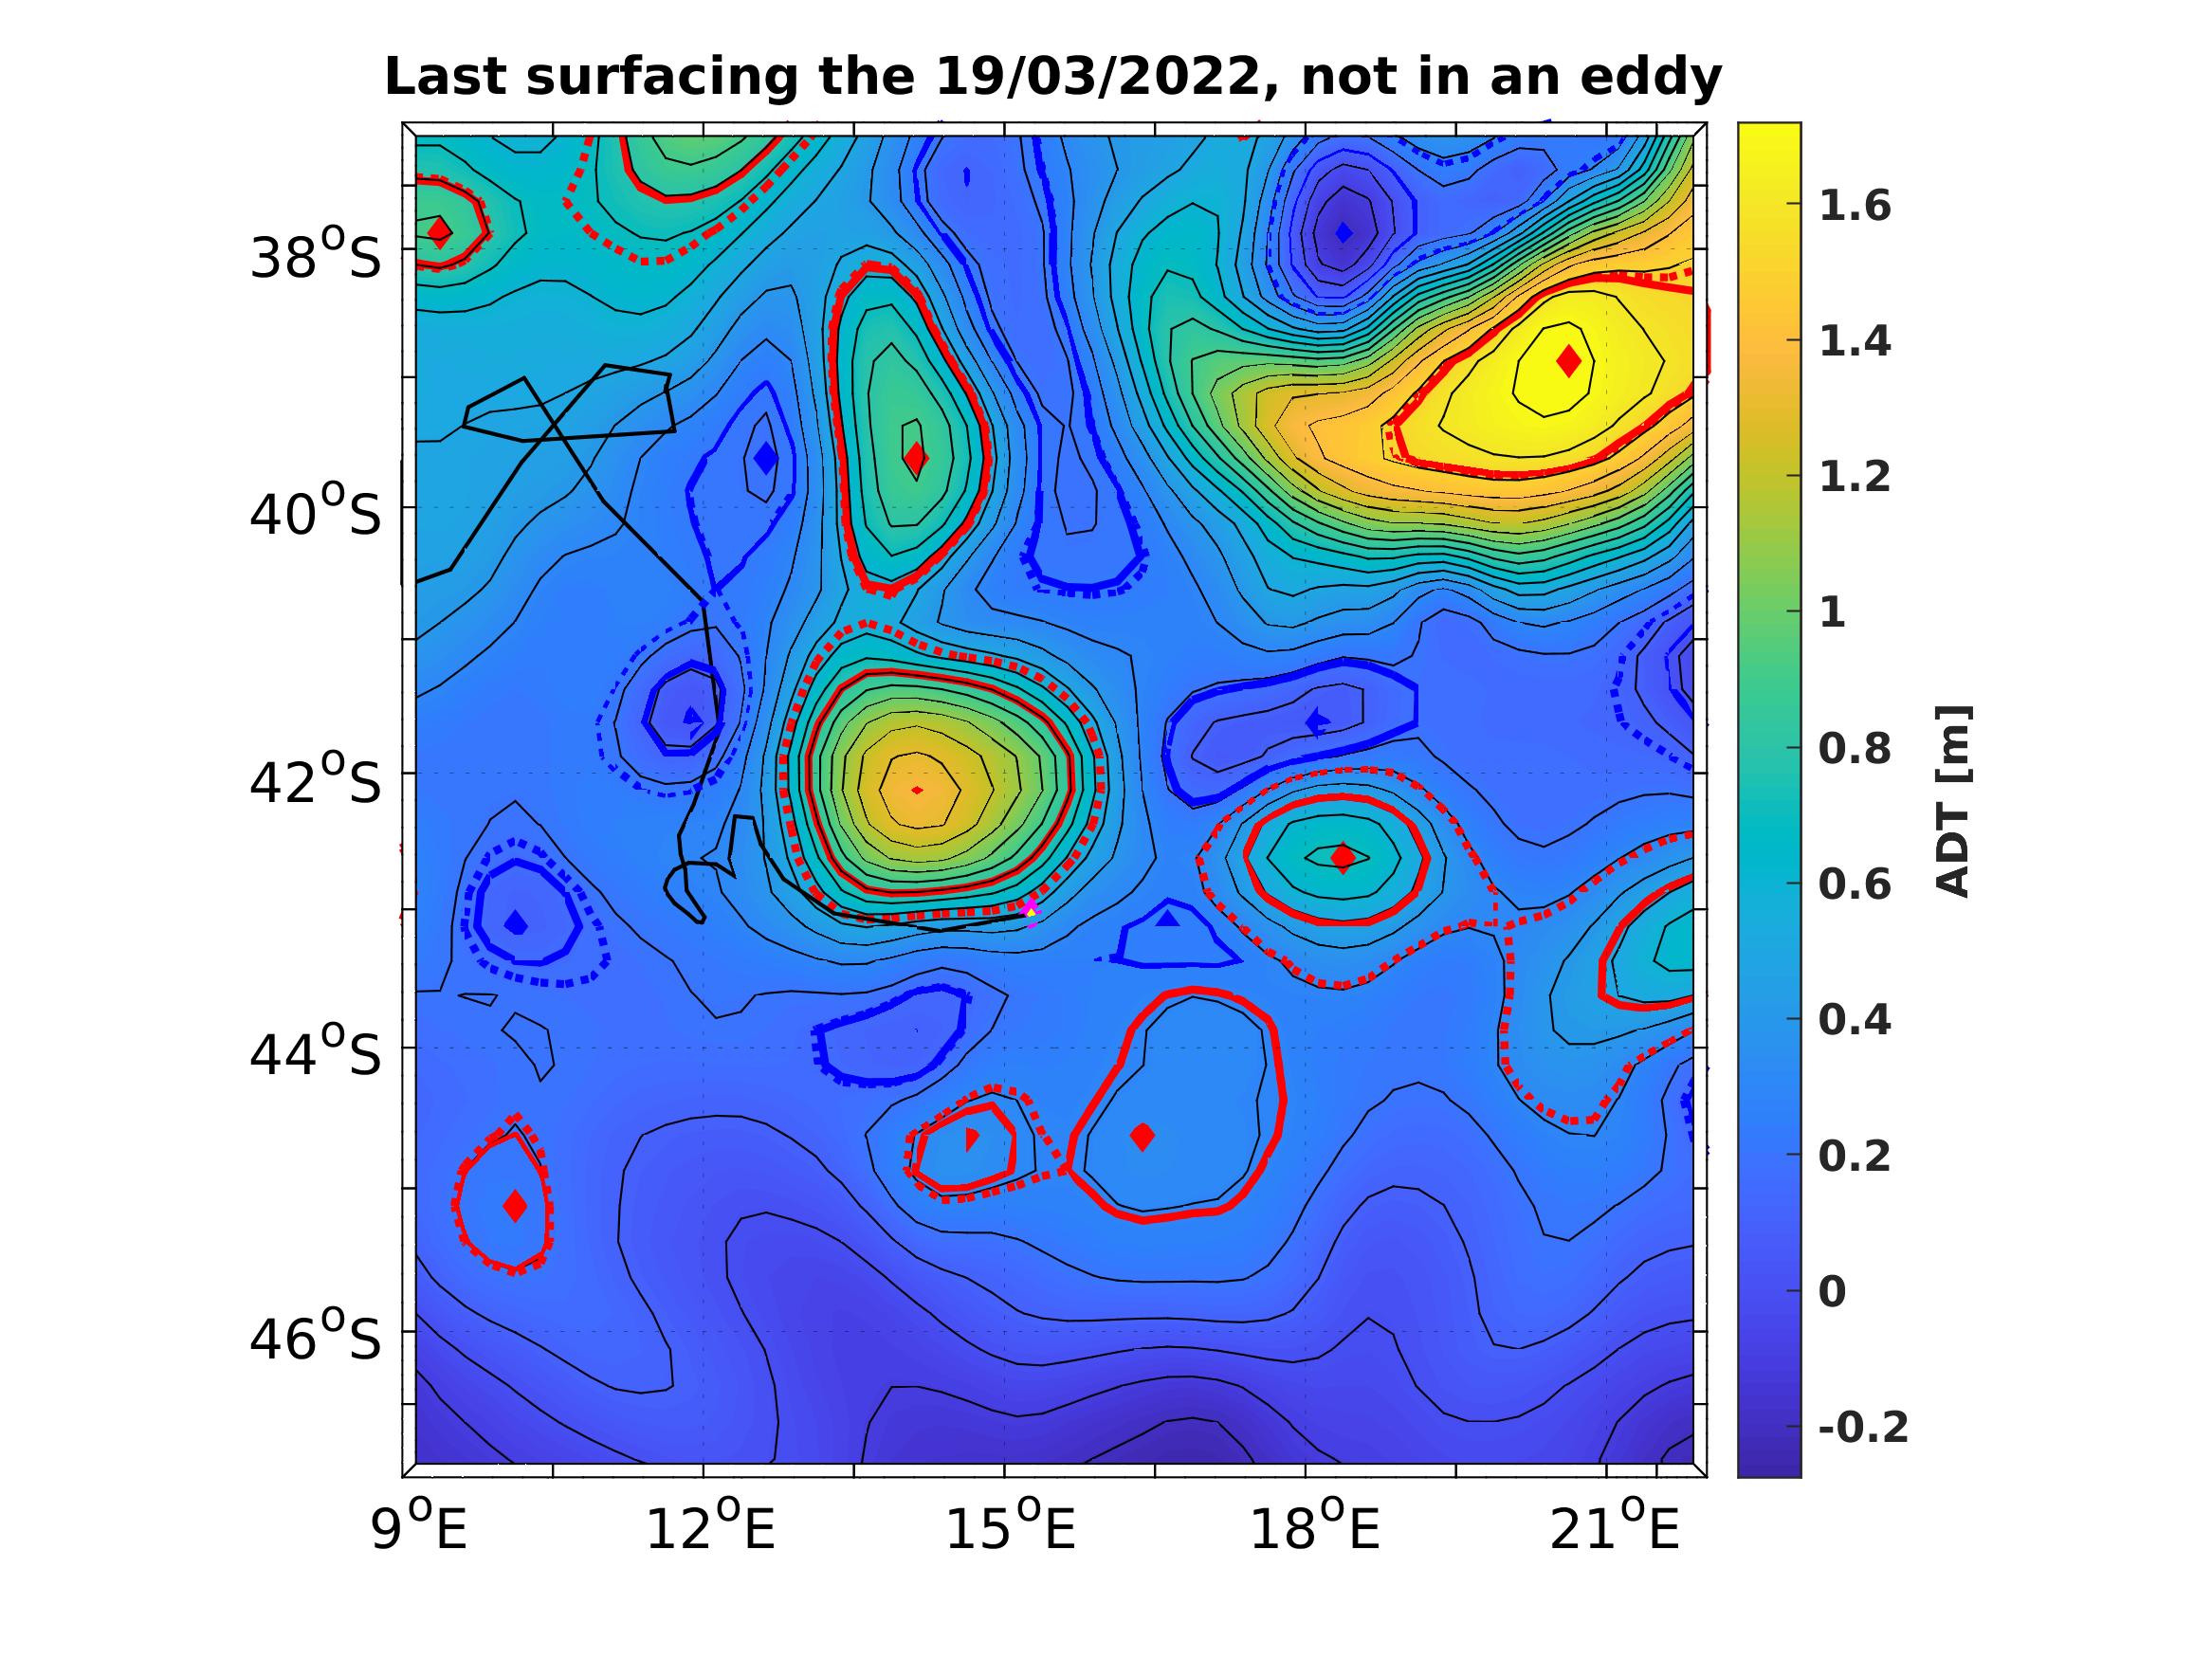 Last surfacing the 19/03/2022, not in an eddy
38°S
40°S
42°S
44°S
46°S
9°E 12°E 15°E 18°E 21°E
1.6
1.4
1.2
1
0.8
0.6
0.4
0.2
0
-0.2
ADT [m]